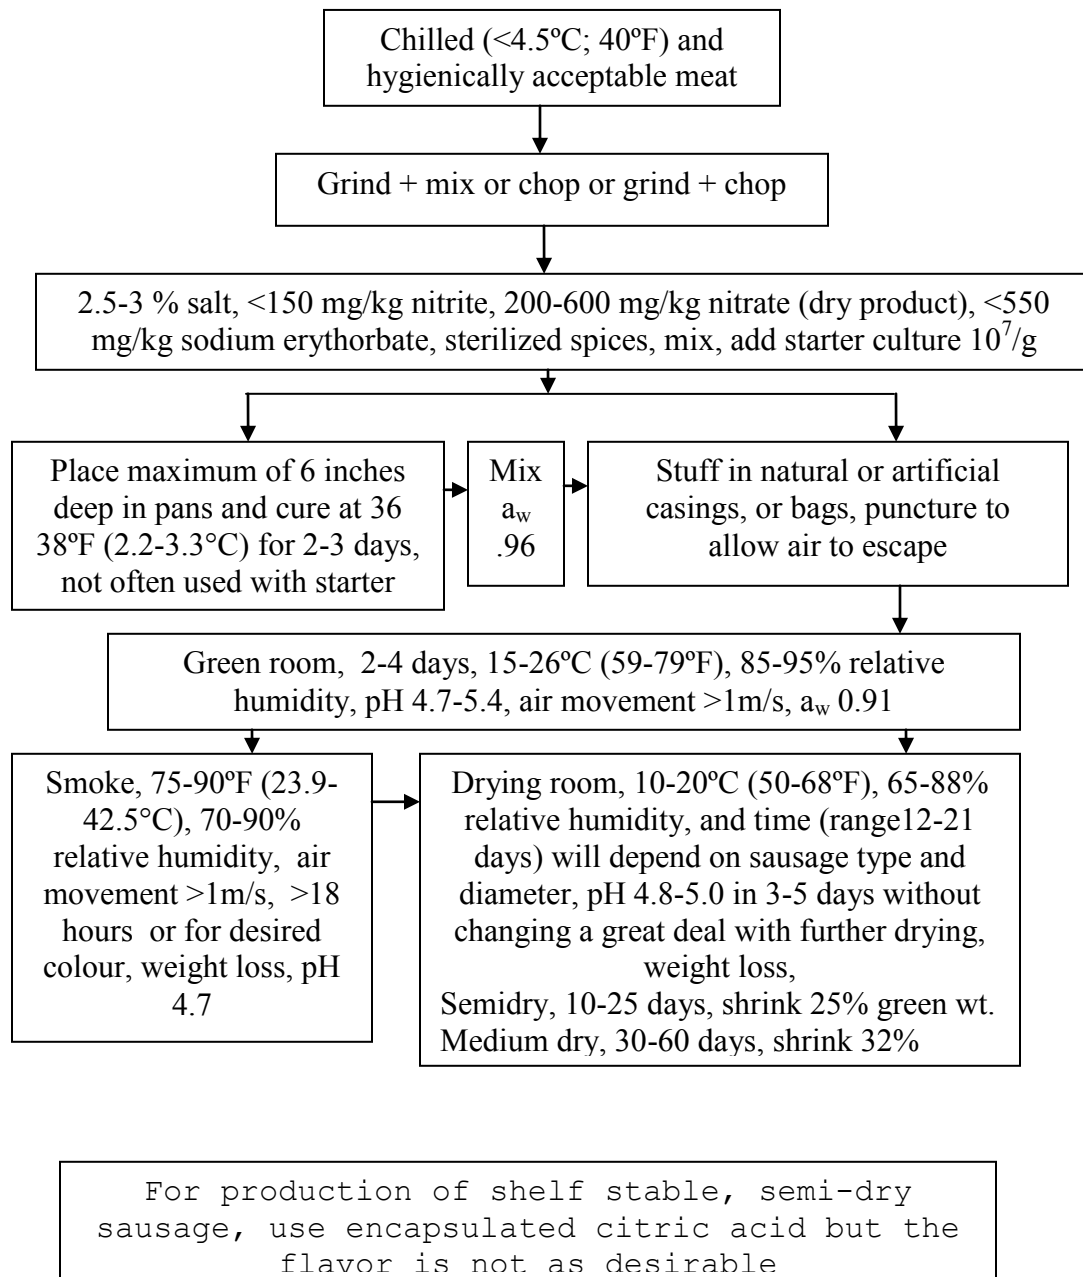 Chilled (<4.5ºC; 40ºF) and
hygienically acceptable meat
Grind + mix or chop or grind + chop
2.5-3 % salt, <150 mg/kg nitrite, 200-600 mg/kg nitrate (dry product), <550
mg/kg sodium erythorbate, sterilized spices, mix, add starter culture 10⁷/g
Place maximum of 6 inches
deep in pans and cure at 36
38ºF (2.2-3.3°C) for 2-3 days,
not often used with starter
Mix
a_w
.96
Stuff in natural or artificial
casings, or bags, puncture to
allow air to escape
Green room, 2-4 days, 15-26ºC (59-79ºF), 85-95% relative
humidity, pH 4.7-5.4, air movement >1m/s, a_w 0.91
Smoke, 75-90ºF (23.9-
42.5°C), 70-90%
relative humidity, air
movement >1m/s, >18
hours or for desired
colour, weight loss, pH
4.7
Drying room, 10-20ºC (50-68ºF), 65-88%
relative humidity, and time (range12-21
days) will depend on sausage type and
diameter, pH 4.8-5.0 in 3-5 days without
changing a great deal with further drying,
weight loss,
Semidry, 10-25 days, shrink 25% green wt.
Medium dry, 30-60 days, shrink 32%
For production of shelf stable, semi-dry
sausage, use encapsulated citric acid but the
flavor is not as desirable